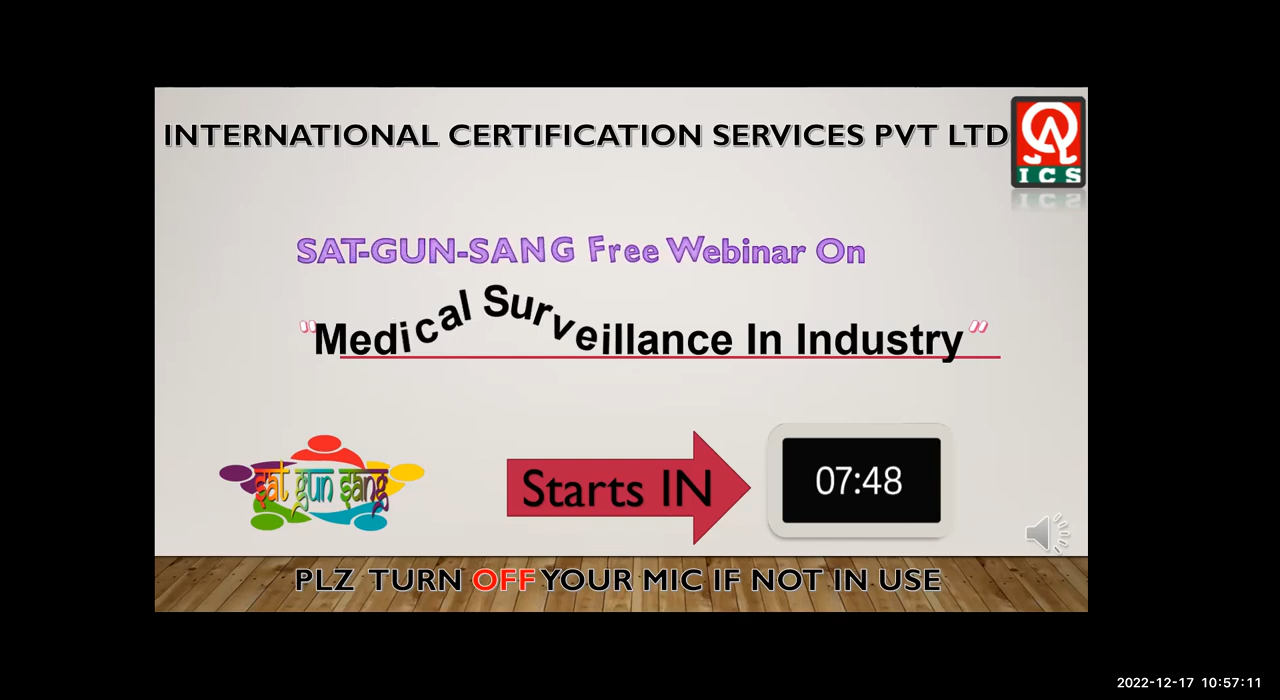 INTERNATIONAL CERTIFICATION SERVICES PVT LTD
ICS
SAT-GUN-SANG Free Webinar On
"Medical Surveillance In Industry"
sat gun sang
Starts IN
07:48
PLZ TURN OFF YOUR MIC IF NOT IN USE
2022-12-17 10:57:11